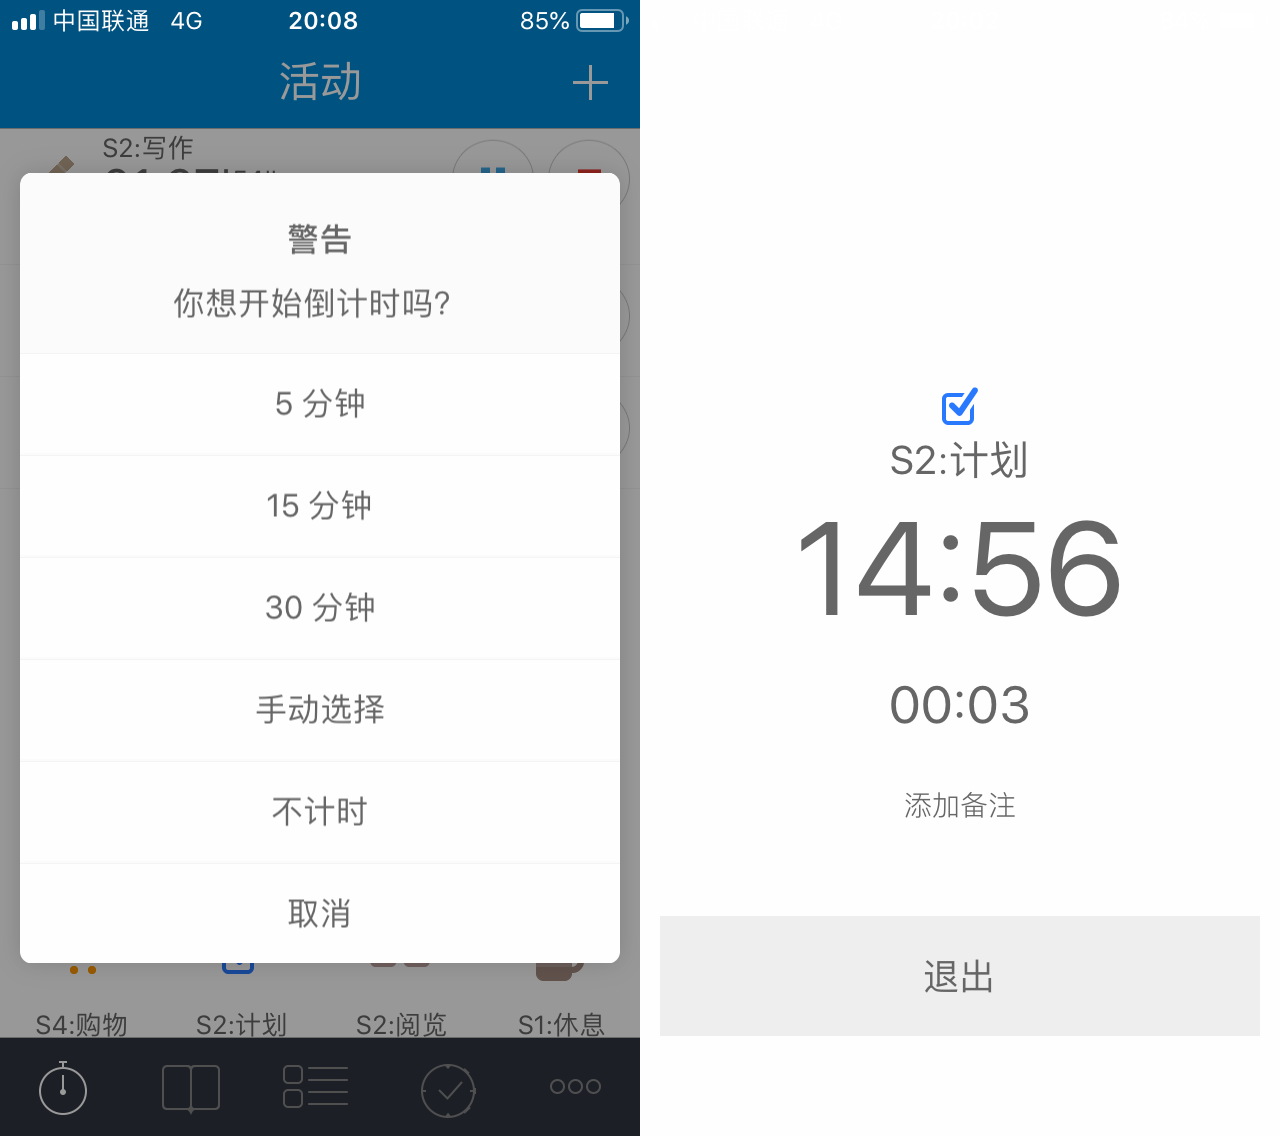 中国联通 4G 20:08 85%
活动
S2:写作
警告
你想开始倒计时吗?
5 分钟
15 分钟
30 分钟
手动选择
不计时
取消
S4:购物 S2:计划 S2:阅览 S1:休息
S2:计划
14:56
00:03
添加备注
退出